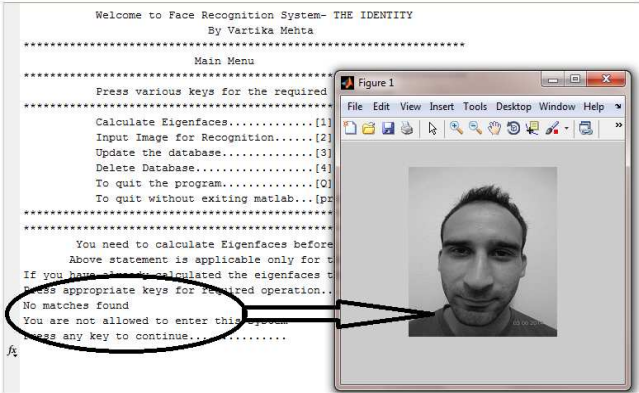 Welcome to Face Recognition System- THE IDENTITY
By Vartika Mehta
****************************************************************
Main Menu
**********************************************
Press various keys for the required
**********************************************
Calculate Eigenfaces.............[1]
Input Image for Recognition......[2]
Update the database..............[3]
Delete Database..................[4]
To quit the program..............[Q]
To quit without exiting matlab...[pr
**********************************************
**********************************************
You need to calculate Eigenfaces before
Above statement is applicable only for t
If you have already calculated the eigenfaces t
Press appropriate keys for required operation..
No matches found
You are not allowed to enter this system
Press any key to continue...............
fx
Figure 1
File Edit View Insert Tools Desktop Window Help